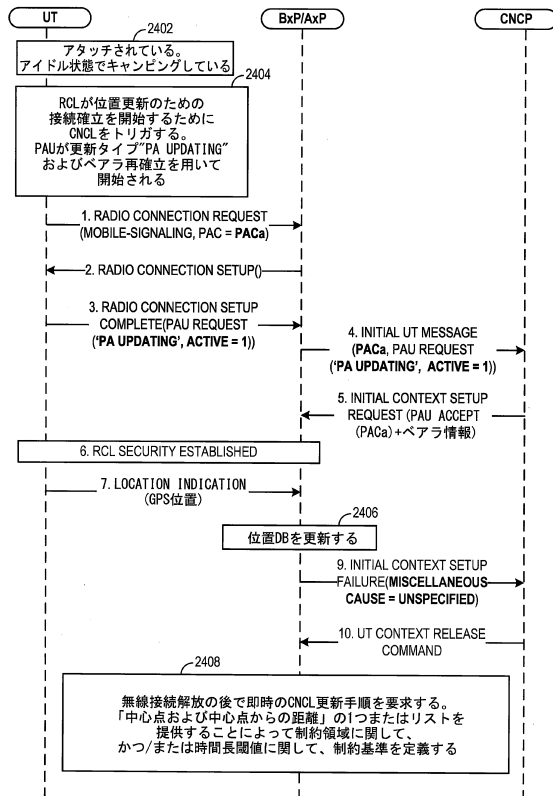 UT
BxP/AxP
CNCP
2402
アタッチされている。
アイドル状態でキャンピングしている
2404
RCLが位置更新のための
接続確立を開始するために
CNCLをトリガする。
PAUが更新タイプ"PA UPDATING"
およびベアラ再確立を用いて
開始される
1. RADIO CONNECTION REQUEST
(MOBILE-SIGNALING, PAC = PACa)
2. RADIO CONNECTION SETUP()
3. RADIO CONNECTION SETUP
COMPLETE(PAU REQUEST
('PA UPDATING', ACTIVE = 1))
4. INITIAL UT MESSAGE
(PACa, PAU REQUEST
('PA UPDATING', ACTIVE = 1))
5. INITIAL CONTEXT SETUP
REQUEST (PAU ACCEPT
(PACa)+ベアラ情報)
6. RCL SECURITY ESTABLISHED
7. LOCATION INDICATION
(GPS位置)
2406
位置DBを更新する
9. INITIAL CONTEXT SETUP
FAILURE(MISCELLANEOUS
CAUSE = UNSPECIFIED)
10. UT CONTEXT RELEASE
COMMAND
2408
無線接続解放の後で即時のCNCL更新手順を要求する。
「中心点および中心点からの距離」の1つまたはリストを
提供することによって制約領域に関して、
かつ/または時間長閾値に関して、制約基準を定義する